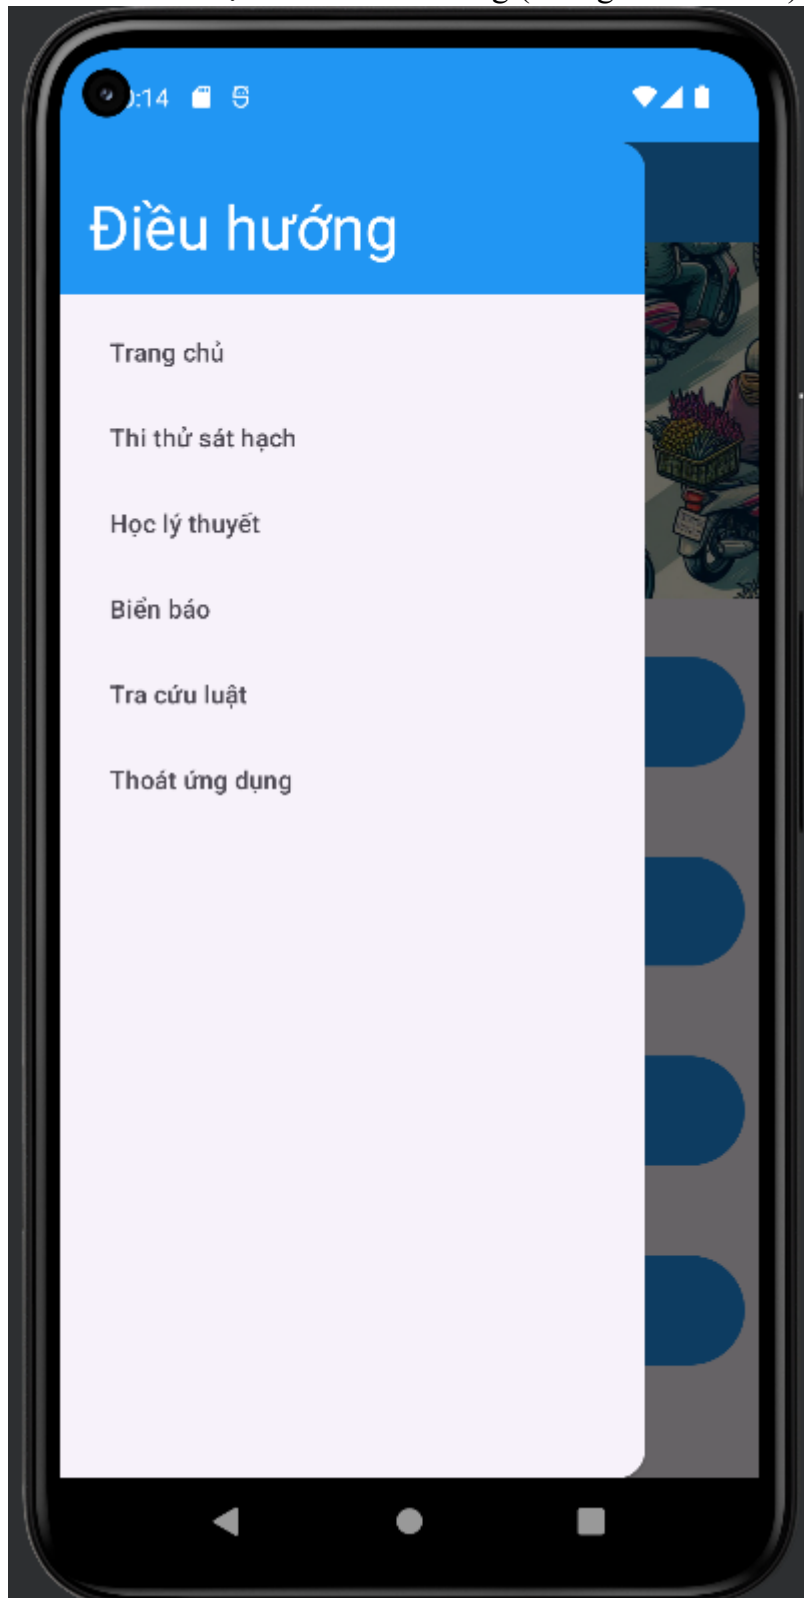 :14
Điều hướng
Trang chủ
Thi thử sát hạch
Học lý thuyết
Biển báo
Tra cứu luật
Thoát ứng dụng